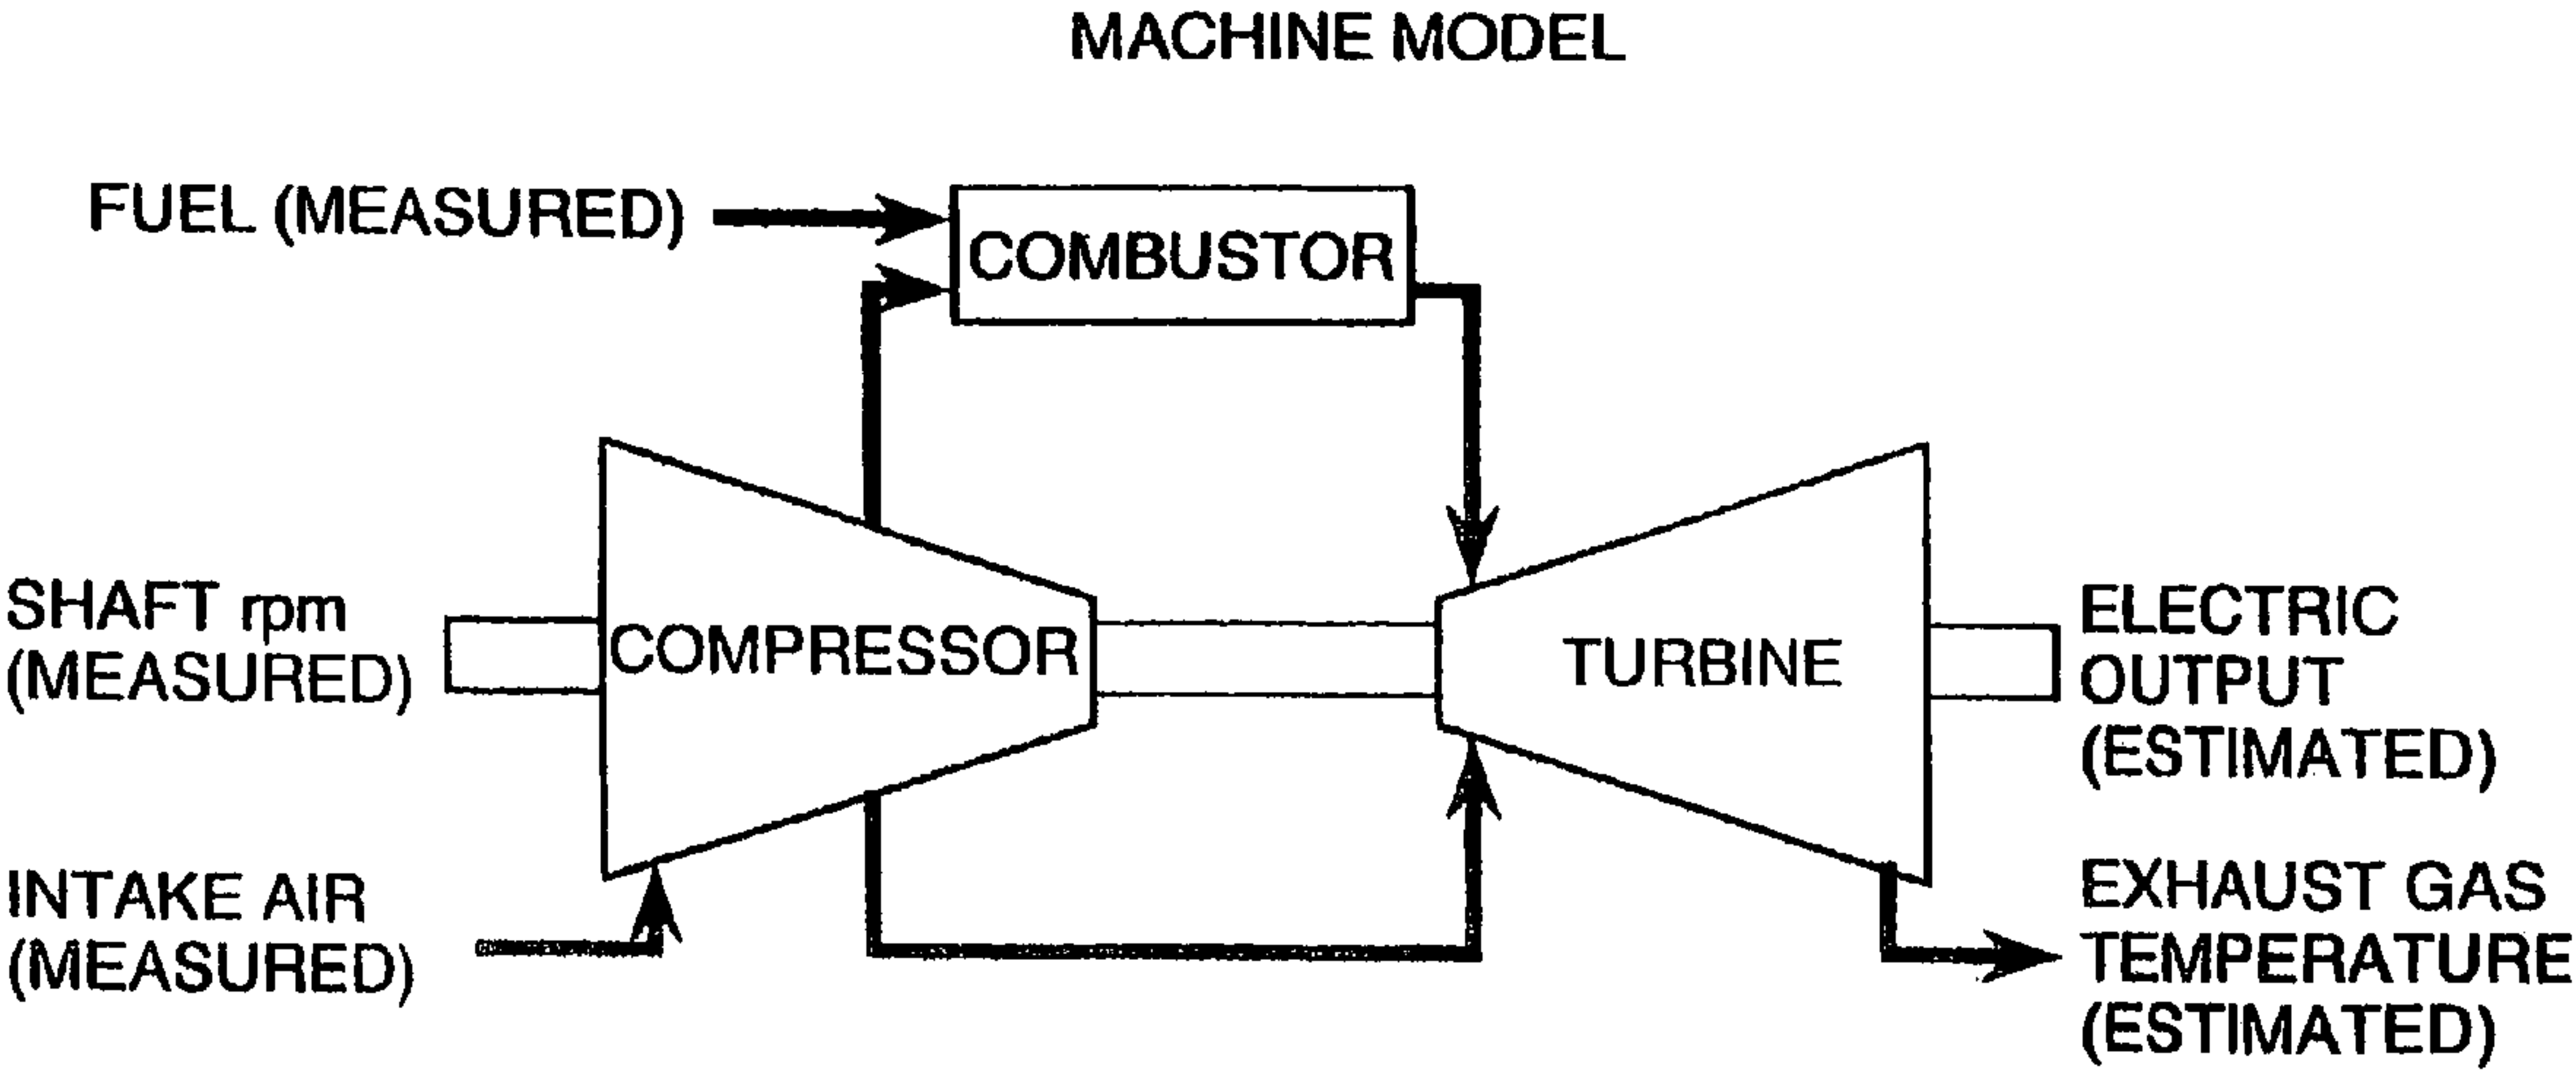 MACHINE MODEL
FUEL (MEASURED)
COMBUSTOR
SHAFT rpm
(MEASURED)
COMPRESSOR
TURBINE
ELECTRIC
OUTPUT
(ESTIMATED)
INTAKE AIR
(MEASURED)
EXHAUST GAS
TEMPERATURE
(ESTIMATED)